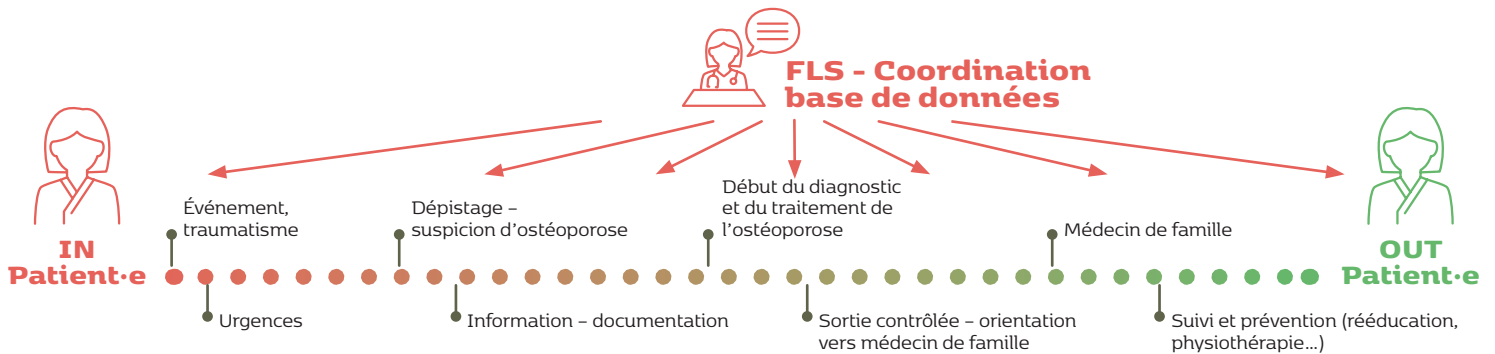 FLS – Coordination
base de données
IN
Patient·e
Événement,
traumatisme
Urgences
Dépistage –
suspicion d'ostéoporose
Information – documentation
Début du diagnostic
et du traitement de
l'ostéoporose
Sortie contrôlée – orientation
vers médecin de famille
Médecin de famille
Suivi et prévention (rééducation,
physiothérapie...)
OUT
Patient·e